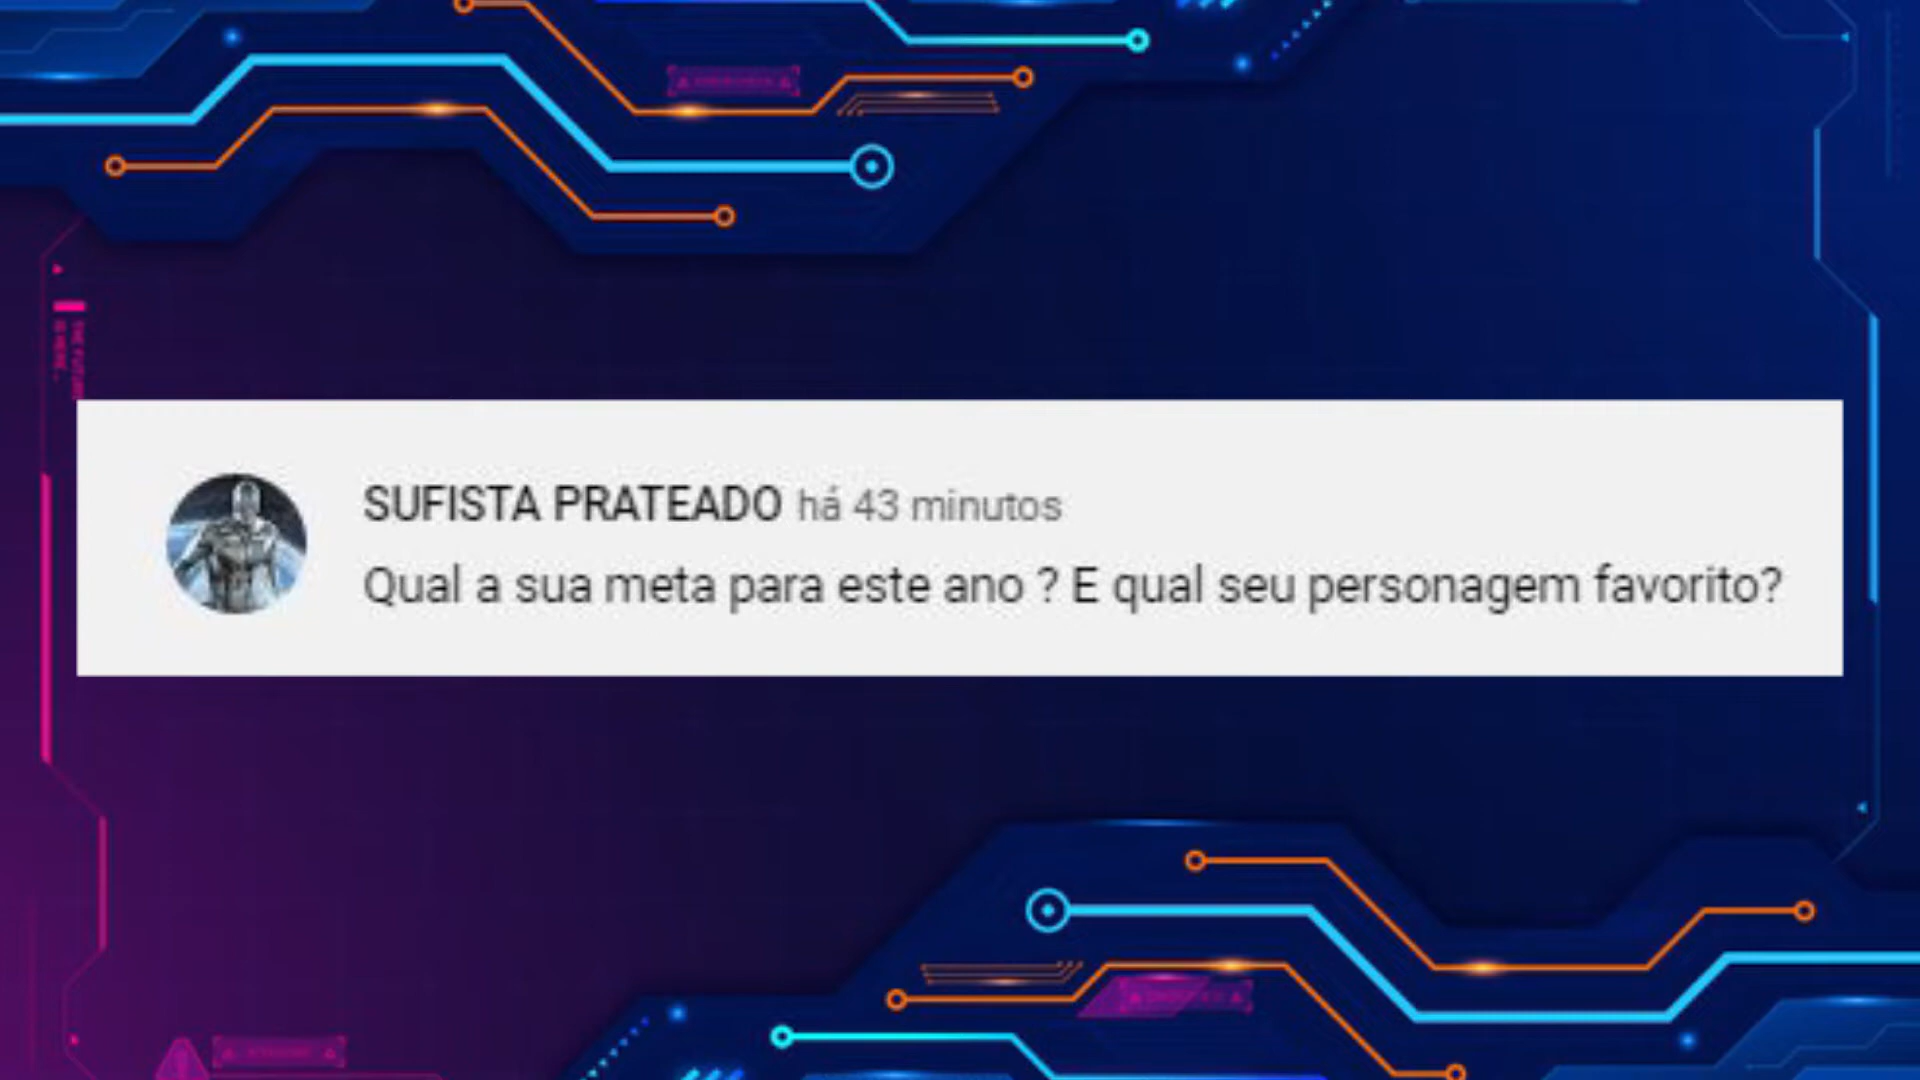 SUFISTA PRATEADO há 43 minutos
Qual a sua meta para este ano ? E qual seu personagem favorito?